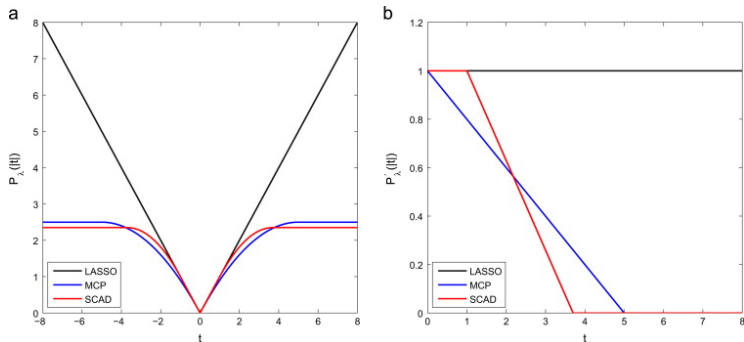 a
8
7
6
5
4
3
2
1
0
P_λ(|t|)
−8 −6 −4 −2 0 2 4 6 8
t
LASSO
MCP
SCAD
b
1.2
1
0.8
0.6
0.4
0.2
0
P'_λ(|t|)
0 1 2 3 4 5 6 7 8
t
LASSO
MCP
SCAD